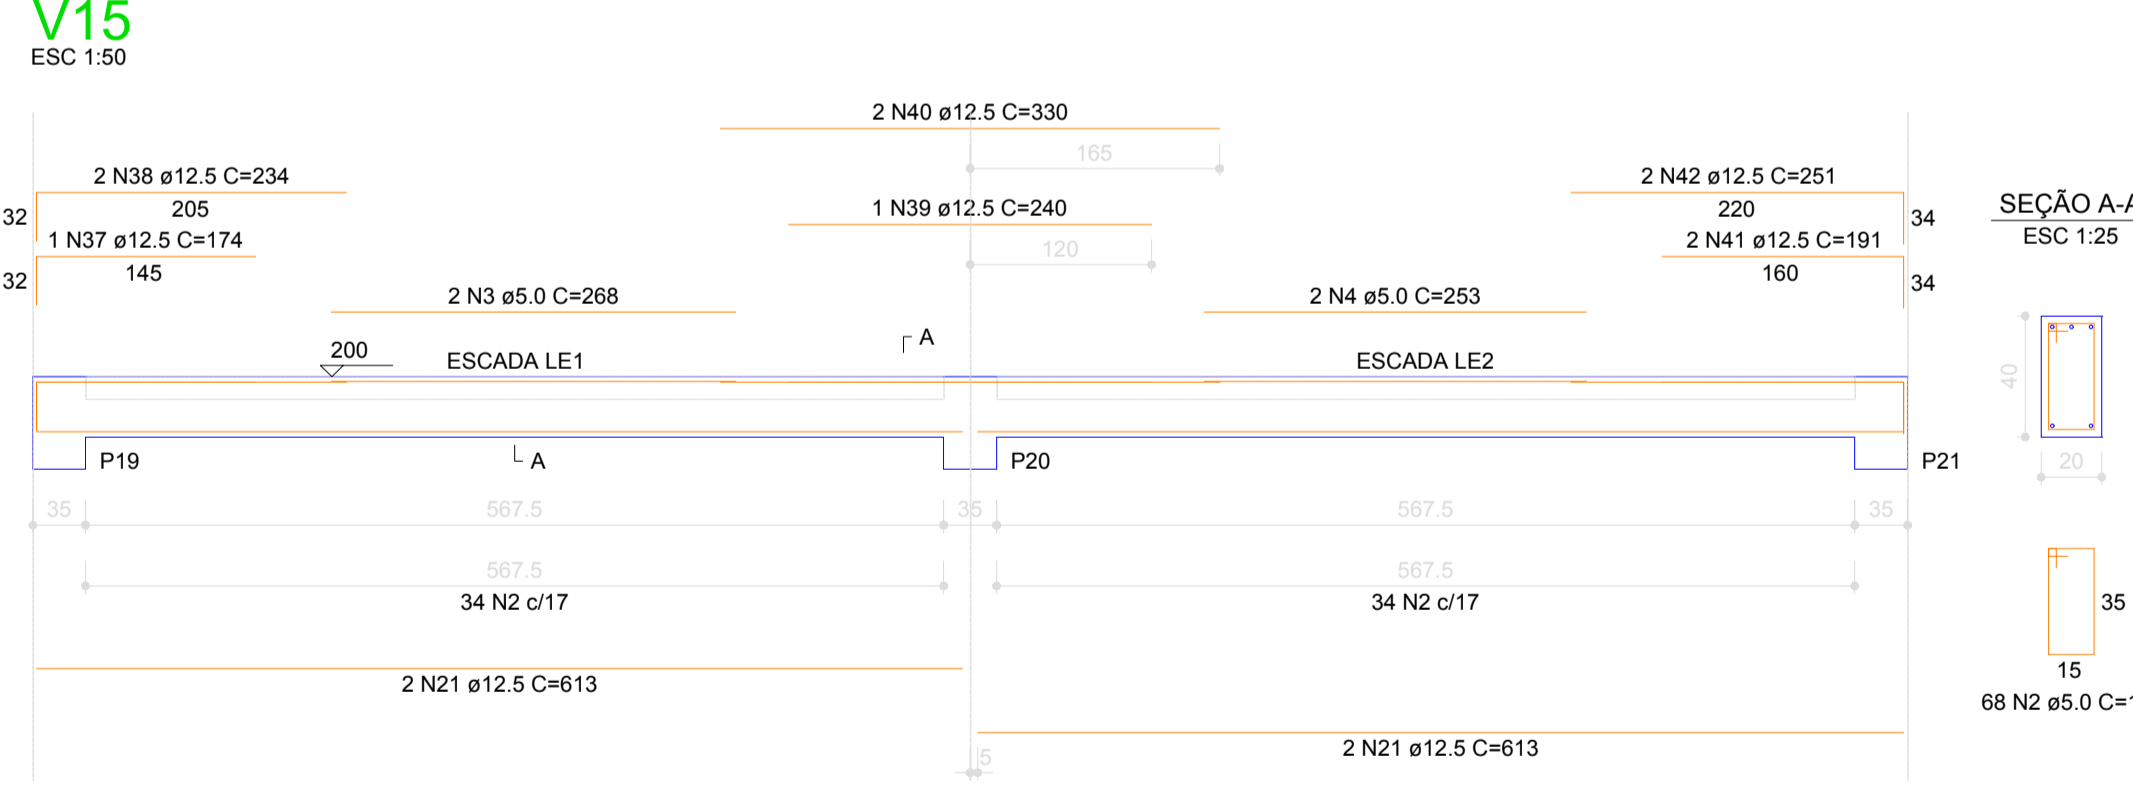 V15
ESC 1:50
2 N40 ø12.5 C=330
165
2 N38 ø12.5 C=234
205
32
1 N37 ø12.5 C=174
145
32
1 N39 ø12.5 C=240
120
2 N42 ø12.5 C=251
220
34
2 N41 ø12.5 C=191
160
34
SEÇÃO A-A
ESC 1:25
2 N3 ø5.0 C=268
2 N4 ø5.0 C=253
A
200
ESCADA LE1
ESCADA LE2
40
A
P19
P20
P21
20
35
567.5
35
567.5
35
567.5
34 N2 c/17
567.5
34 N2 c/17
35
15
68 N2 ø5.0 C=1
2 N21 ø12.5 C=613
2 N21 ø12.5 C=613
5